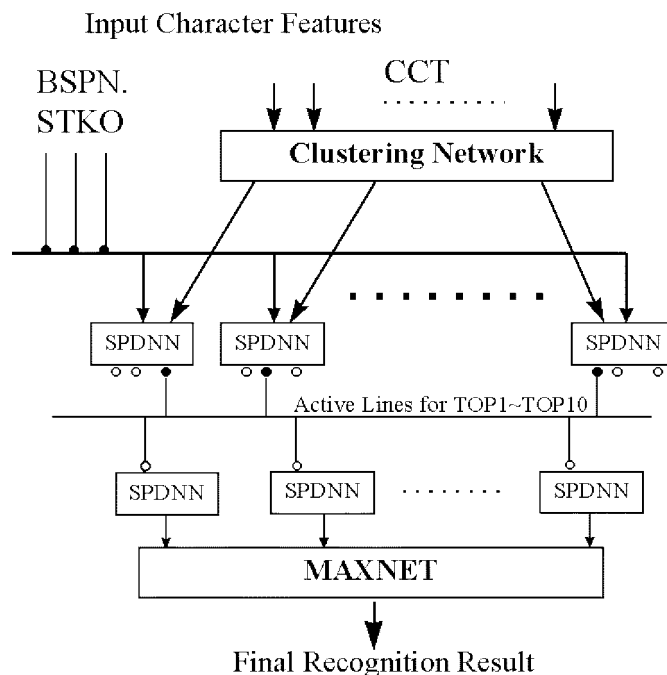 Input Character Features
BSPN.
STKO
CCT
Clustering Network
SPDNN
SPDNN
SPDNN
Active Lines for TOP1~TOP10
SPDNN
SPDNN
SPDNN
MAXNET
Final Recognition Result